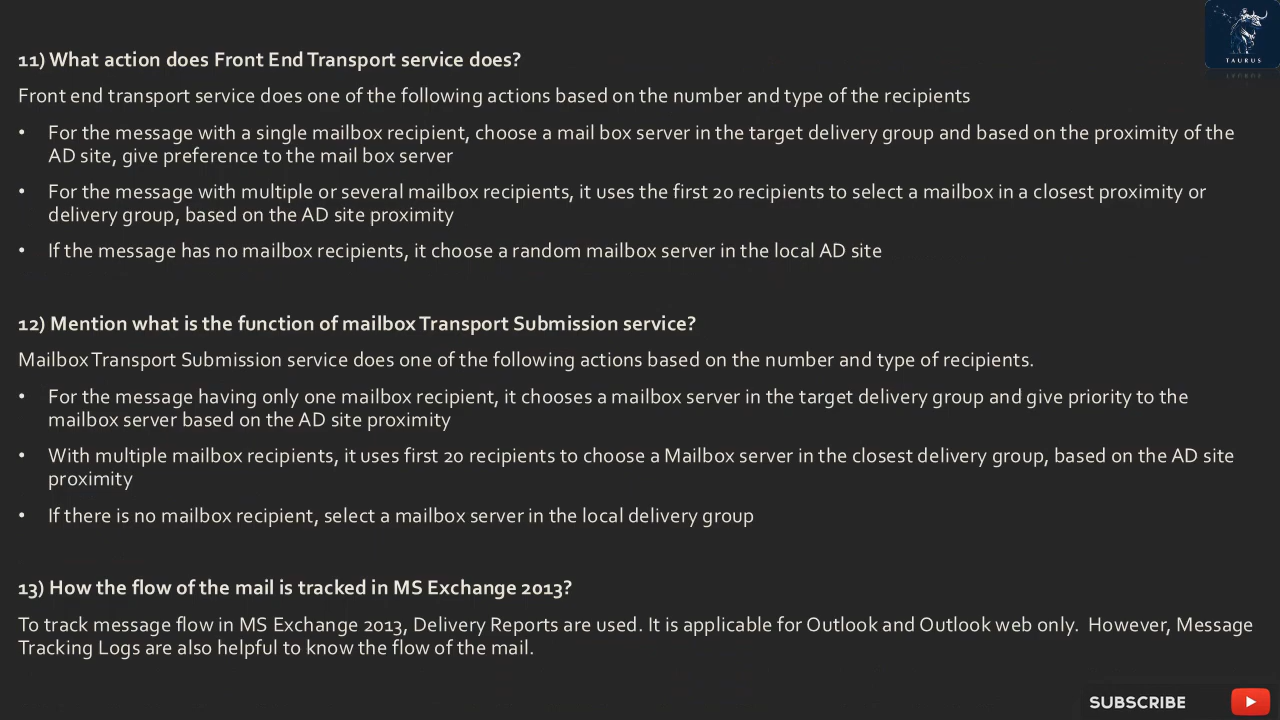 TAURUS
11) What action does Front End Transport service does?
Front end transport service does one of the following actions based on the number and type of the recipients
• For the message with a single mailbox recipient, choose a mail box server in the target delivery group and based on the proximity of the
AD site, give preference to the mail box server
• For the message with multiple or several mailbox recipients, it uses the first 20 recipients to select a mailbox in a closest proximity or
delivery group, based on the AD site proximity
• If the message has no mailbox recipients, it choose a random mailbox server in the local AD site
12) Mention what is the function of mailbox Transport Submission service?
Mailbox Transport Submission service does one of the following actions based on the number and type of recipients.
• For the message having only one mailbox recipient, it chooses a mailbox server in the target delivery group and give priority to the
mailbox server based on the AD site proximity
• With multiple mailbox recipients, it uses first 20 recipients to choose a Mailbox server in the closest delivery group, based on the AD site
proximity
• If there is no mailbox recipient, select a mailbox server in the local delivery group
13) How the flow of the mail is tracked in MS Exchange 2013?
To track message flow in MS Exchange 2013, Delivery Reports are used. It is applicable for Outlook and Outlook web only. However, Message
Tracking Logs are also helpful to know the flow of the mail.
SUBSCRIBE